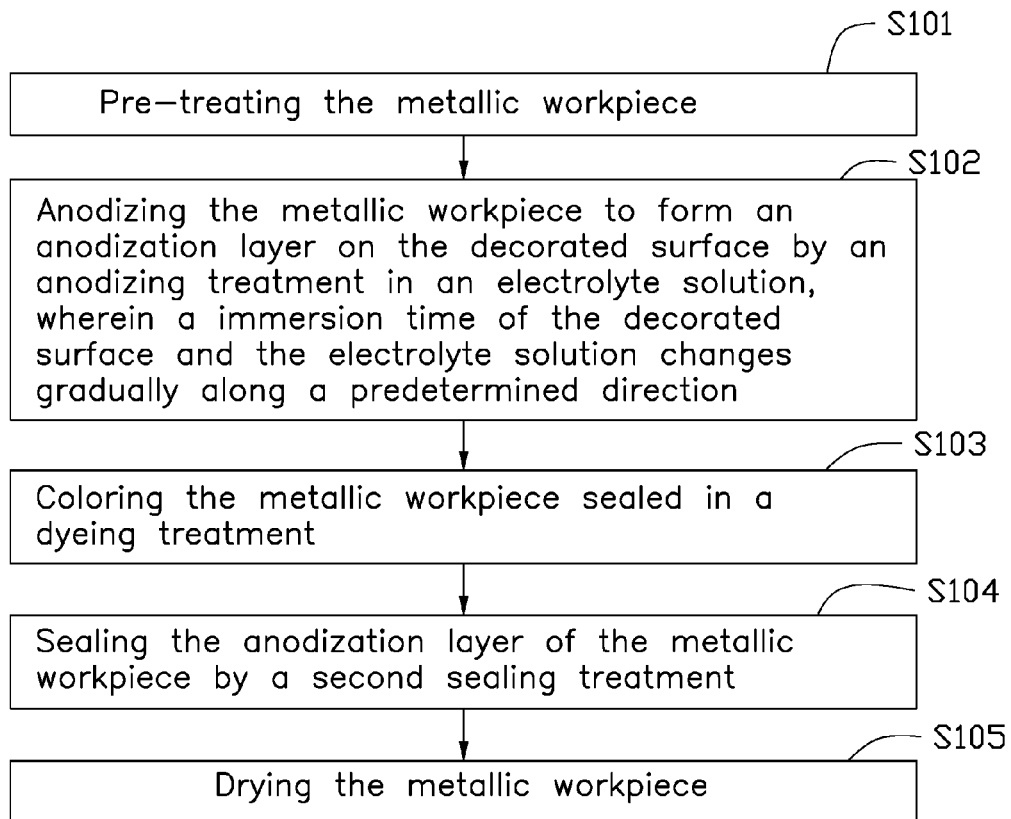 S101
Pre-treating the metallic workpiece
S102
Anodizing the metallic workpiece to form an
anodization layer on the decorated surface by an
anodizing treatment in an electrolyte solution,
wherein a immersion time of the decorated
surface and the electrolyte solution changes
gradually along a predetermined direction
S103
Coloring the metallic workpiece sealed in a
dyeing treatment
S104
Sealing the anodization layer of the metallic
workpiece by a second sealing treatment
S105
Drying the metallic workpiece